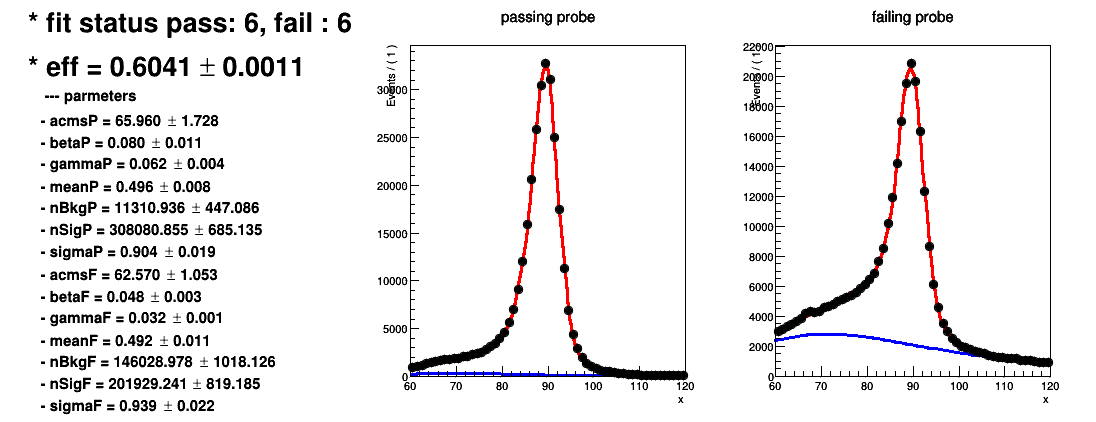 * fit status pass: 6, fail : 6
* eff = 0.6041 ± 0.0011
--- parmeters
- acmsP = 65.960 ± 1.728
- betaP = 0.080 ± 0.011
- gammaP = 0.062 ± 0.004
- meanP = 0.496 ± 0.008
- nBkgP = 11310.936 ± 447.086
- nSigP = 308080.855 ± 685.135
- sigmaP = 0.904 ± 0.019
- acmsF = 62.570 ± 1.053
- betaF = 0.048 ± 0.003
- gammaF = 0.032 ± 0.001
- meanF = 0.492 ± 0.011
- nBkgF = 146028.978 ± 1018.126
- nSigF = 201929.241 ± 819.185
- sigmaF = 0.939 ± 0.022
passing probe
Events / ( 1 )
30000
25000
20000
15000
10000
5000
0
60 70 80 90 100 110 120
x
failing probe
Events / ( 1 )
22000
20000
18000
16000
14000
12000
10000
8000
6000
4000
2000
0
60 70 80 90 100 110 120
x